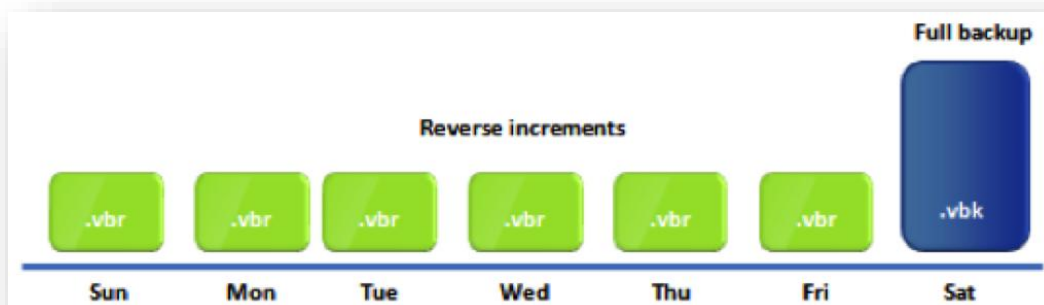 Full backup
Reverse increments
.vbr .vbr .vbr .vbr .vbr .vbr .vbk
Sun Mon Tue Wed Thu Fri Sat